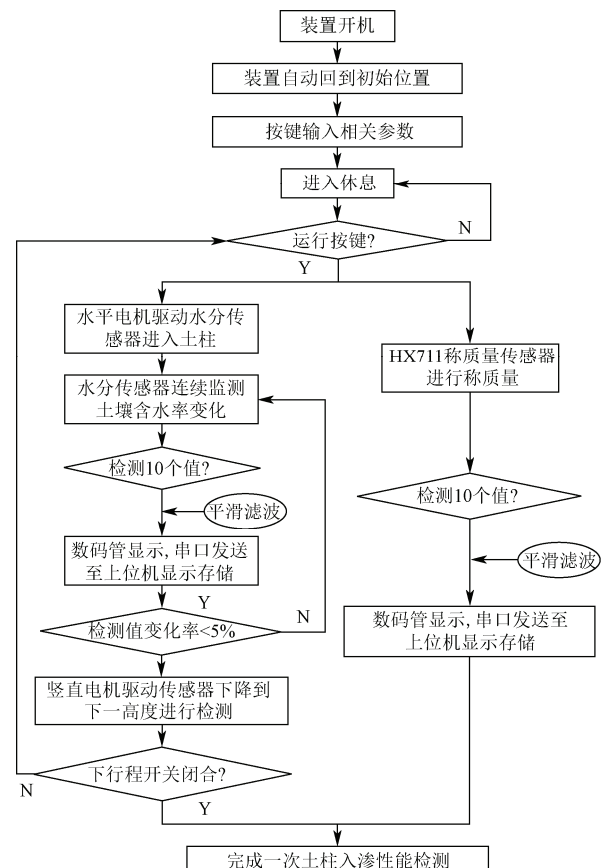 装置开机
装置自动回到初始位置
按键输入相关参数
进入休息
运行按键?
N
Y
水平电机驱动水分传
感器进入土柱
HX711称质量传感器
进行称质量
水分传感器连续监测
土壤含水率变化
检测10个值?
检测10个值?
平滑滤波
平滑滤波
数码管显示,串口发送
至上位机显示存储
Y
N
检测值变化率<5%
数码管显示,串口发送至
上位机显示存储
竖直电机驱动传感器下降到
下一高度进行检测
下行程开关闭合?
N
Y
完成一次土柱入渗性能检测